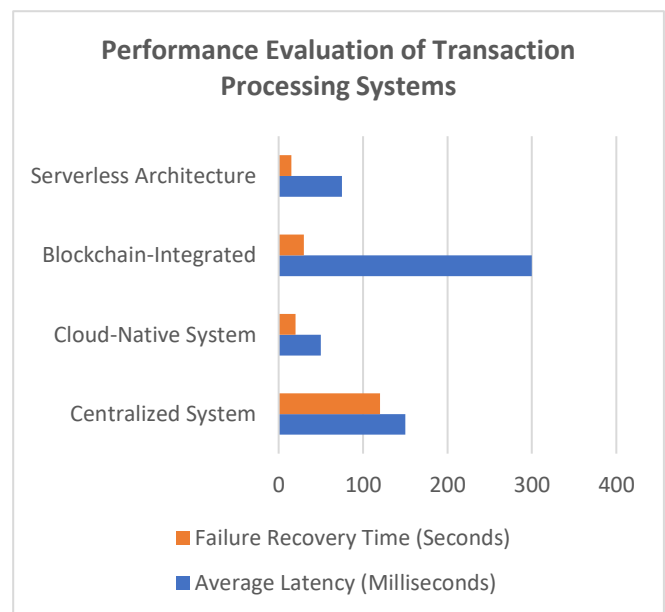 Performance Evaluation of Transaction
Processing Systems
Serverless Architecture
Blockchain-Integrated
Cloud-Native System
Centralized System
0 100 200 300 400
Failure Recovery Time (Seconds)
Average Latency (Milliseconds)